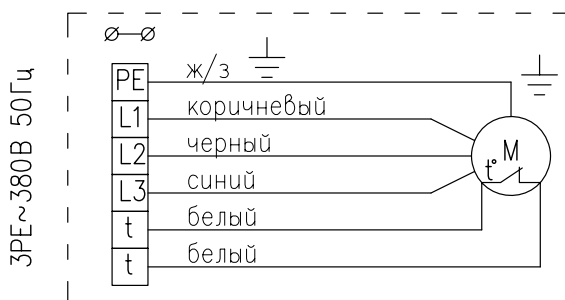 3PE~380В 50Гц
PE ж/з
L1 коричневый
L2 черный
L3 синий
t белый
t белый
M
t°